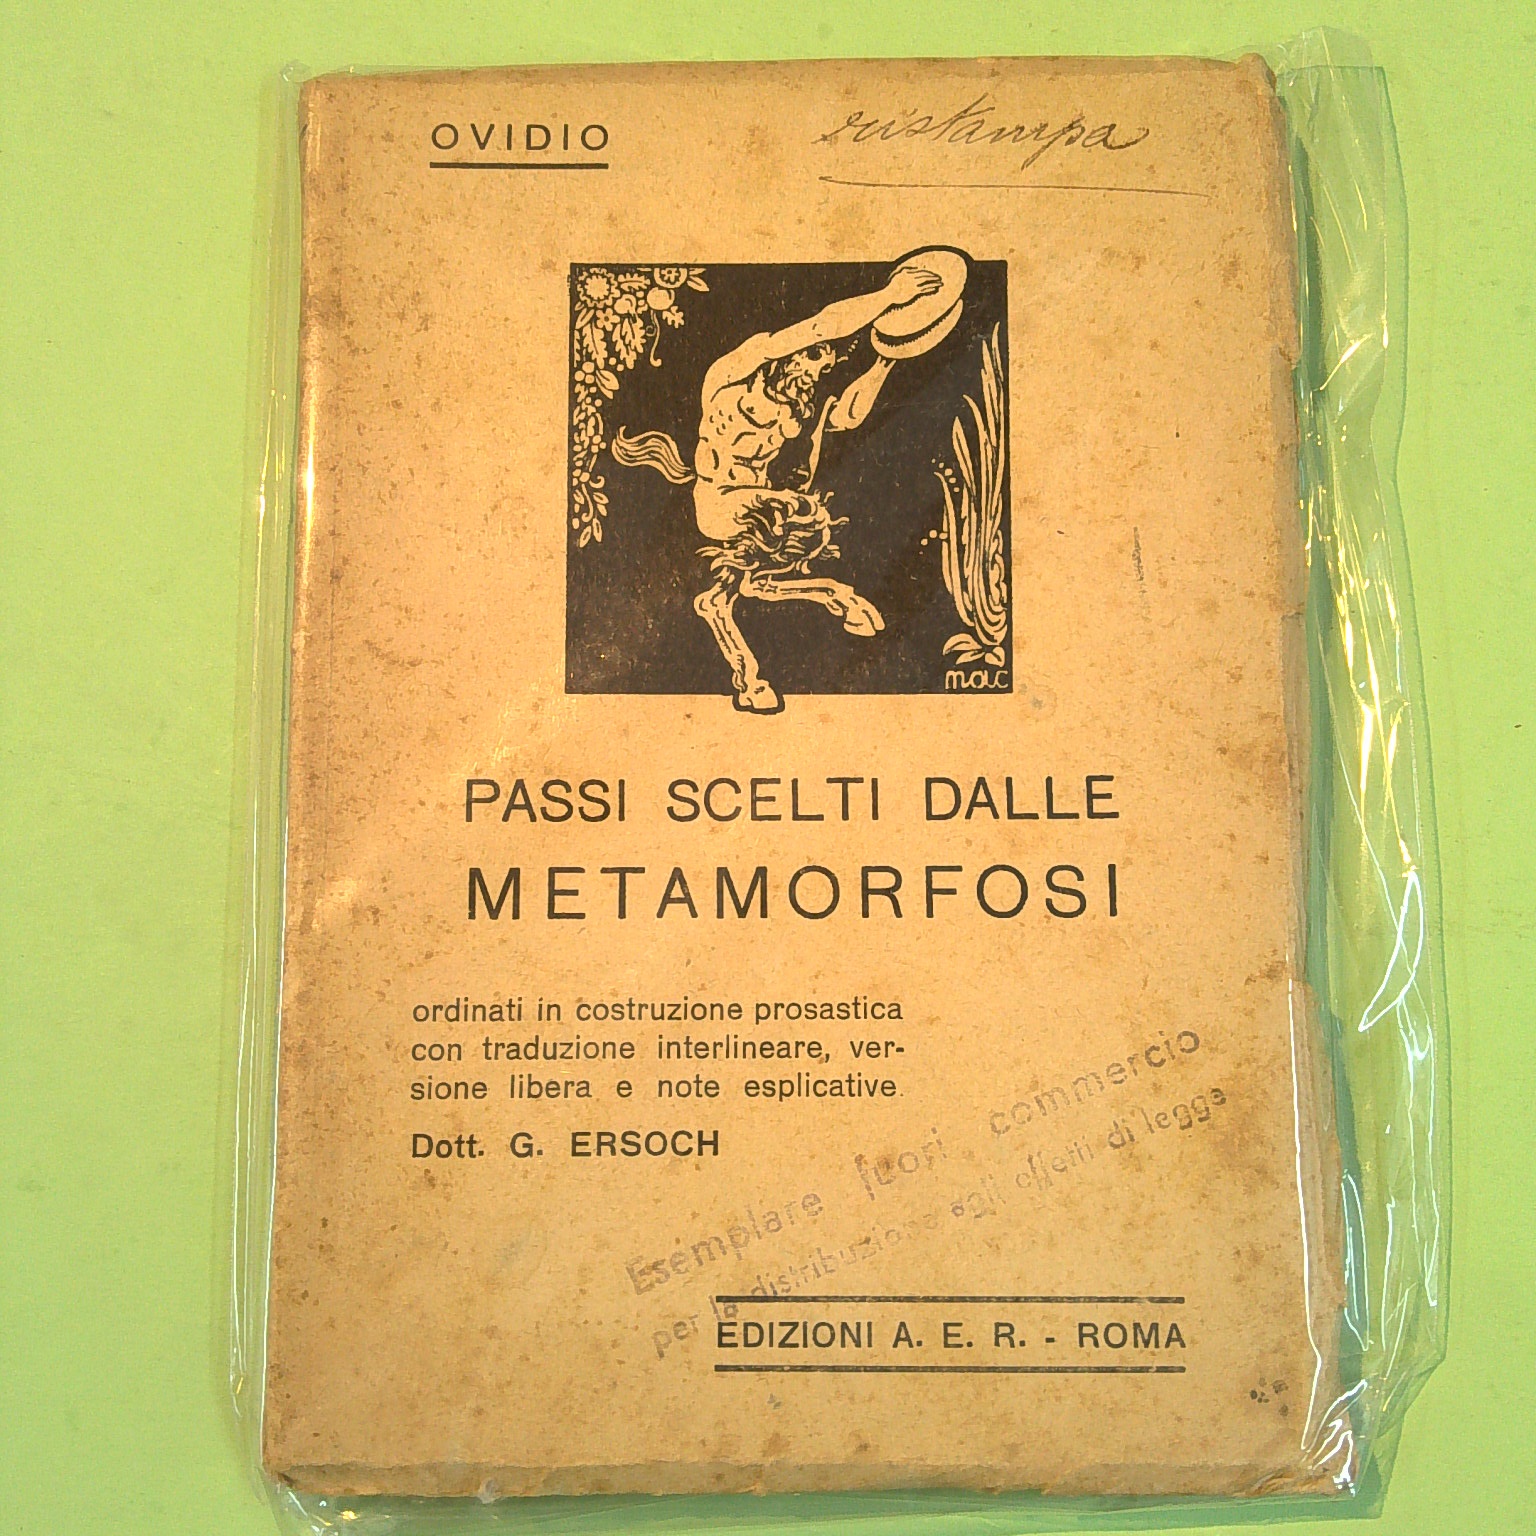 OVIDIO
ristampa
MOIC
PASSI SCELTI DALLE
METAMORFOSI
ordinati in costruzione prosastica
con traduzione interlineare, ver-
sione libera e note esplicative.
Dott. G. ERSOCH
Esemplare fuori commercio
per la distribuzione agli effetti di legge
EDIZIONI A. E. R. - ROMA